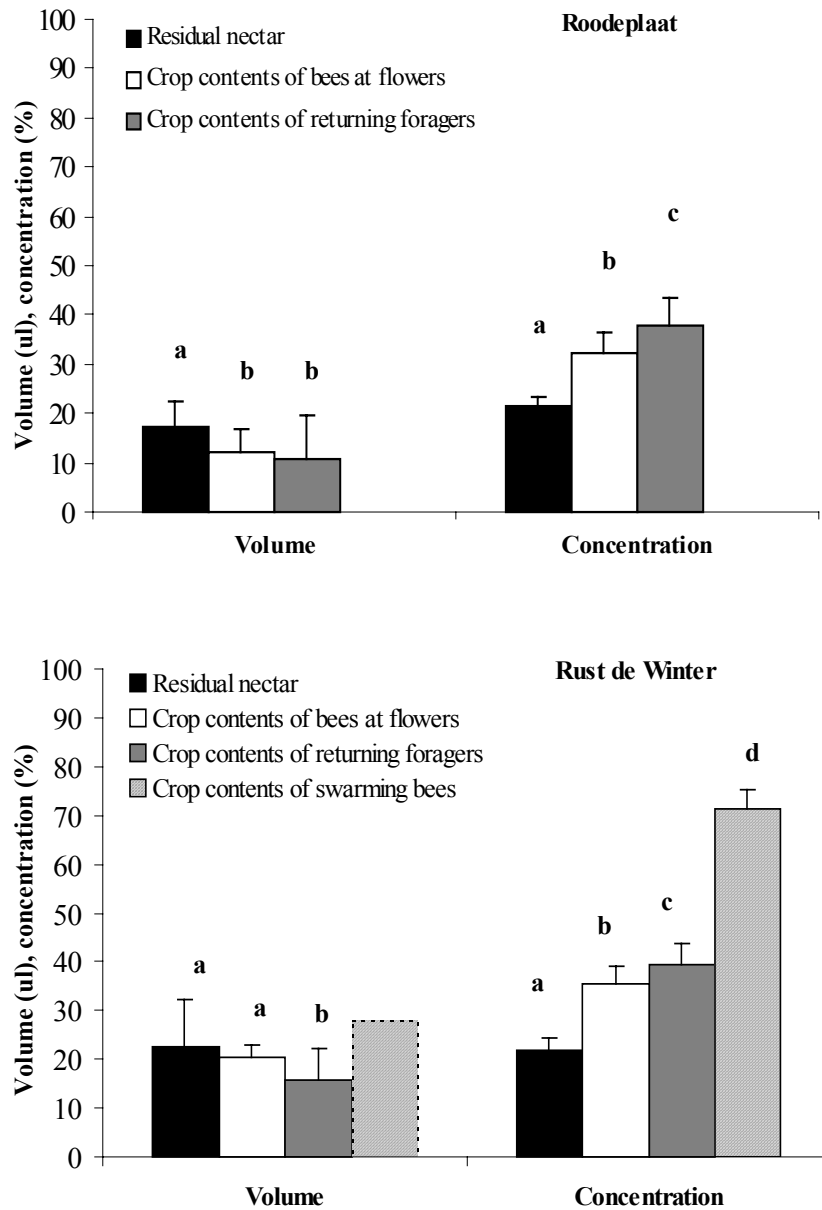 Roodeplaat
Residual nectar
Crop contents of bees at flowers
Crop contents of returning foragers
Volume (ul), concentration (%)
100
90
80
70
60
50
40
30
20
10
0
a
b
b
a
b
c
Volume
Concentration
Rust de Winter
Residual nectar
Crop contents of bees at flowers
Crop contents of returning foragers
Crop contents of swarming bees
Volume (ul), concentration (%)
100
90
80
70
60
50
40
30
20
10
0
a
a
b
a
b
c
d
Volume
Concentration